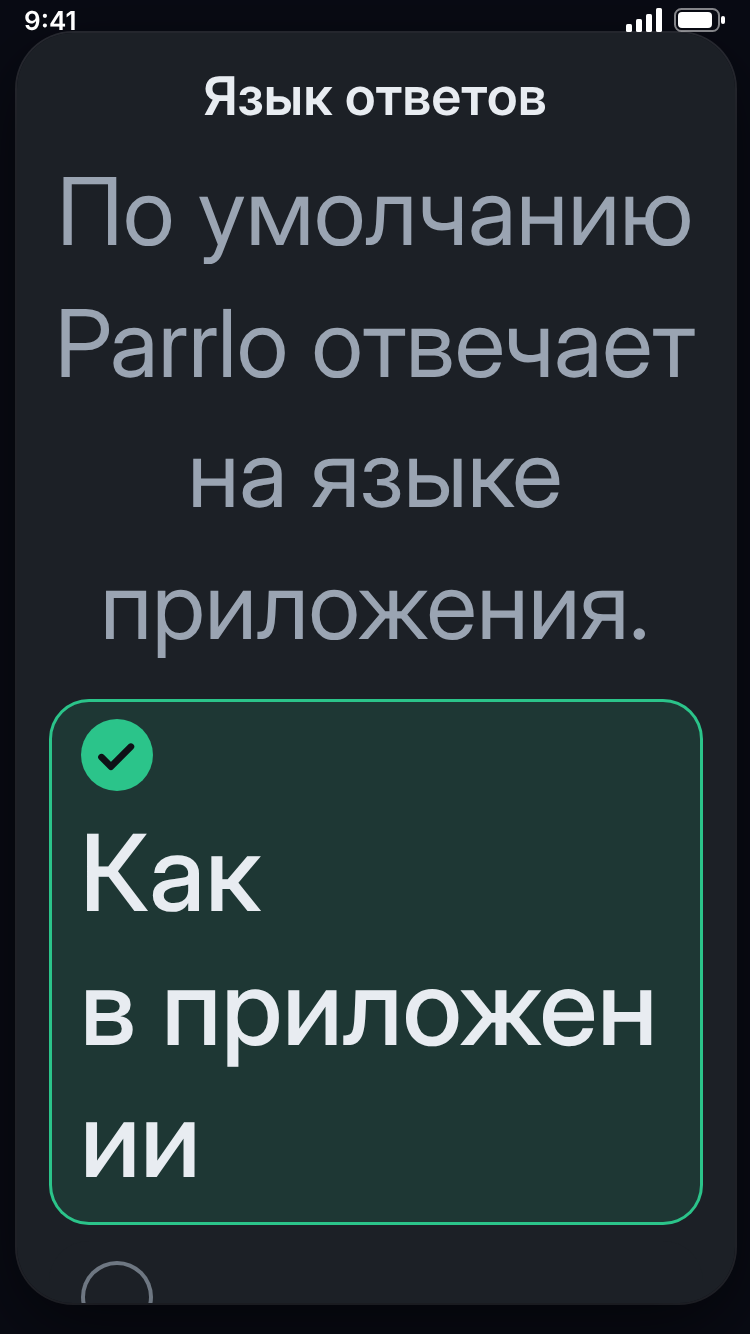 9:41
Язык ответов
По умолчанию
Parrlo отвечает
на языке
приложения.
Как
в приложен
ии